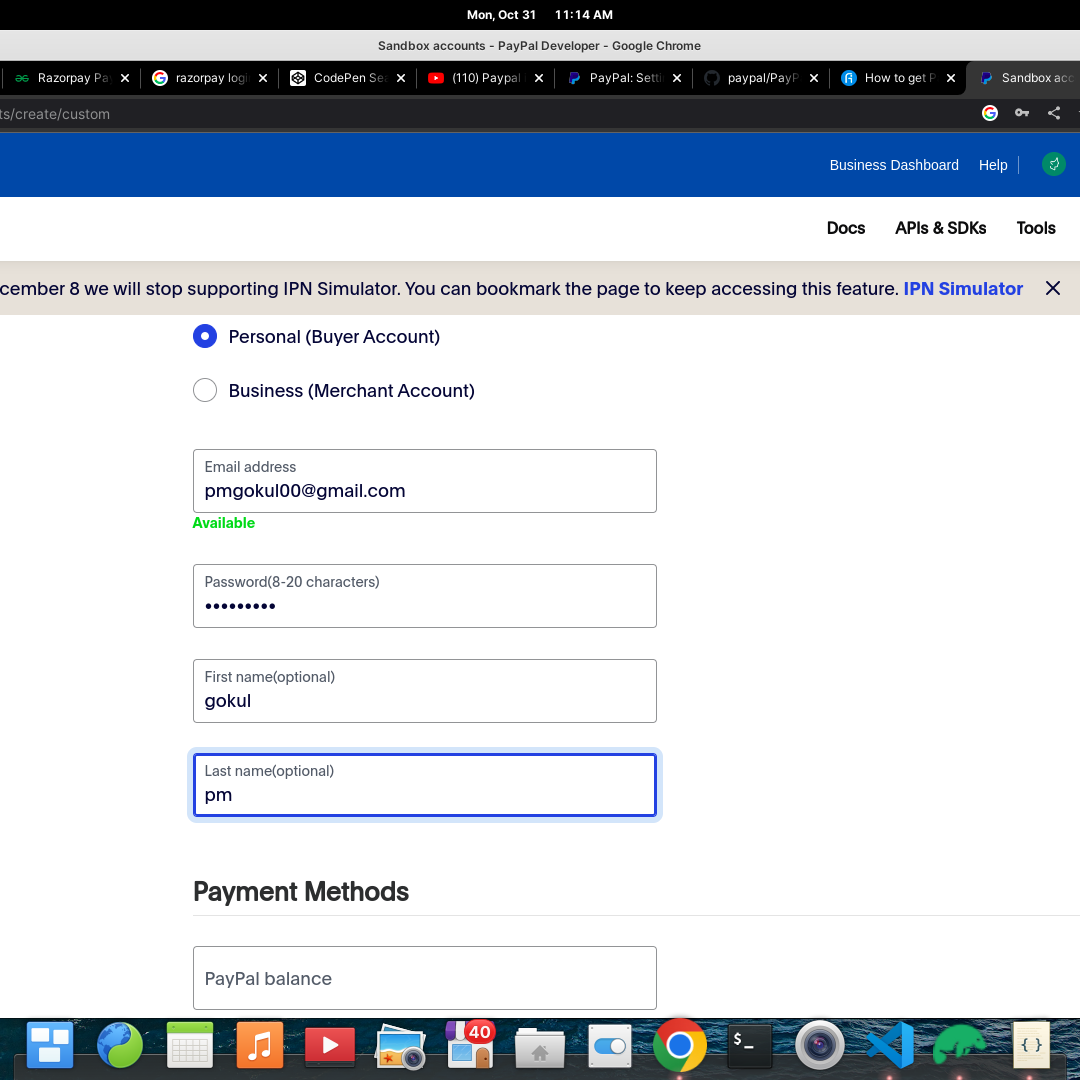 Mon, Oct 31 11:14 AM
Sandbox accounts - PayPal Developer - Google Chrome
Razorpay Pa
razorpay logi
CodePen Sea
(110) Paypal
PayPal: Setti
paypal/PayP
How to get P
Sandbox acc
ts/create/custom
Business Dashboard Help
Docs APIs & SDKs Tools
cember 8 we will stop supporting IPN Simulator. You can bookmark the page to keep accessing this feature. IPN Simulator
Personal (Buyer Account)
Business (Merchant Account)
Email address
pmgokul00@gmail.com
Available
Password(8-20 characters)
•••••••••
First name(optional)
gokul
Last name(optional)
pm
Payment Methods
PayPal balance
40
$ _
{ }